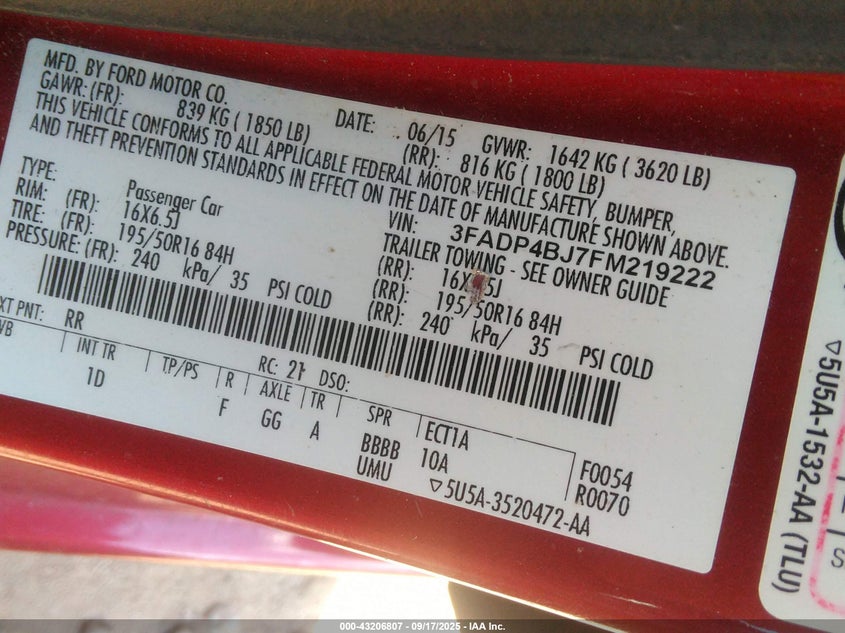 MFD. BY FORD MOTOR CO.
DATE: 06/15 GVWR: 1642 KG ( 3620 LB)
GAWR: (FR): 839 KG ( 1850 LB) (RR): 816 KG ( 1800 LB)
THIS VEHICLE CONFORMS TO ALL APPLICABLE FEDERAL MOTOR VEHICLE SAFETY, BUMPER,
AND THEFT PREVENTION STANDARDS IN EFFECT ON THE DATE OF MANUFACTURE SHOWN ABOVE.
VIN: 3FADP4BJ7FM219222
TYPE: Passenger Car TRAILER TOWING - SEE OWNER GUIDE
RIM: (FR): 16X6.5J (RR): 16X 5J
TIRE: (FR): 195/50R16 84H (RR): 195/50R16 84H
PRESSURE: (FR): 240 kPa/ 35 PSI COLD (RR): 240 kPa/ 35 PSI COLD
XT PNT: RR RC: 21 DSO:
WB INT TR TP/PS R AXLE TR SPR ECT1A
1D F GG A BBBB 10A F0054
UMU R0070
▽5U5A-3520472-AA
▽5U5A-1532-AA (TLU)
S
000-43206807 - 09/17/2025 - IAA Inc.